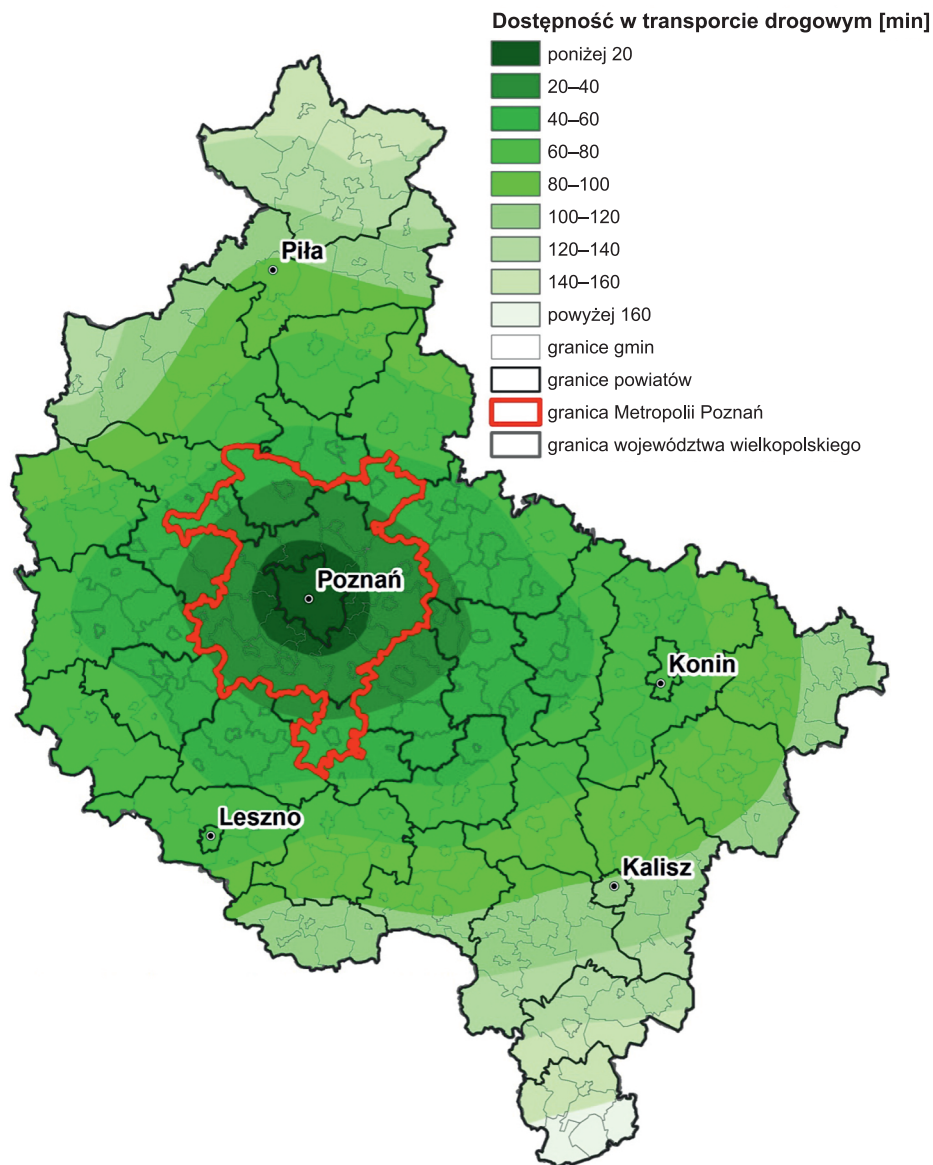 Dostępność w transporcie drogowym [min]
poniżej 20
20–40
40–60
60–80
80–100
100–120
120–140
140–160
powyżej 160
granice gmin
granice powiatów
granica Metropolii Poznań
granica województwa wielkopolskiego
Piła
Poznań
Konin
Leszno
Kalisz